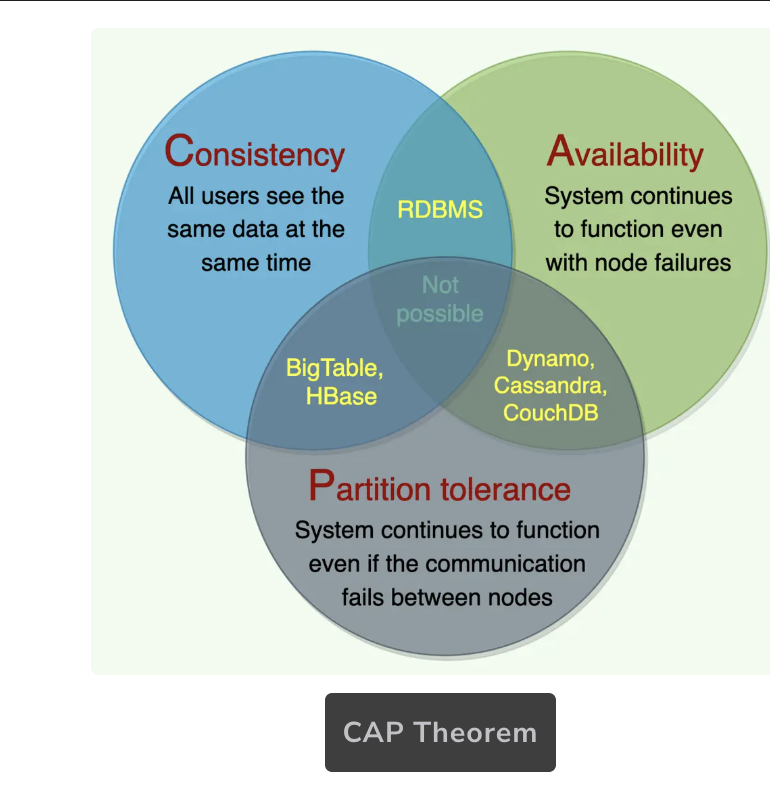 Consistency
All users see the
same data at the
same time
Availability
System continues
to function even
with node failures
RDBMS
Not
possible
BigTable,
HBase
Dynamo,
Cassandra,
CouchDB
Partition tolerance
System continues to function
even if the communication
fails between nodes
CAP Theorem